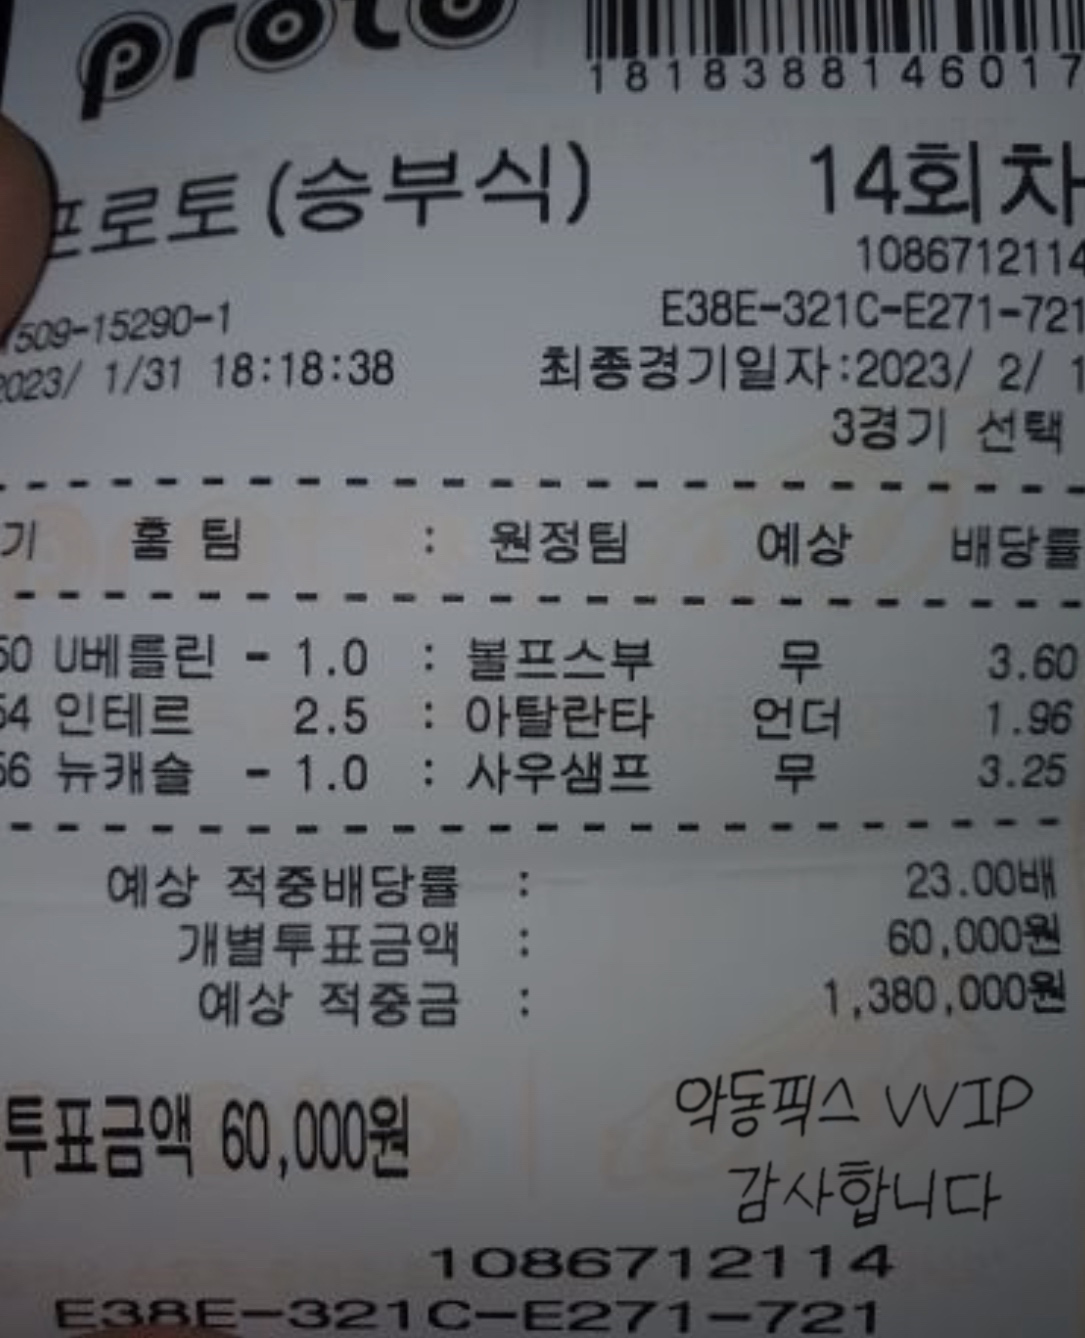 proto
1818388146017
프로토(승부식) 14회차
1086712114
509-15290-1 E38E-321C-E271-721
2023/ 1/31 18:18:38 최종경기일자:2023/ 2/ 1
3경기 선택
기 홈 팀 : 원정팀 예상 배당률
50 U베를린 - 1.0 : 볼프스부 무 3.60
54 인테르 2.5 : 아탈란타 언더 1.96
56 뉴캐슬 - 1.0 : 사우샘프 무 3.25
예상 적중배당률 : 23.00배
개별투표금액 : 60,000원
예상 적중금 : 1,380,000원
투표금액 60,000원
악동픽스 VVIP
감사합니다
1086712114
E38E-321C-E271-721